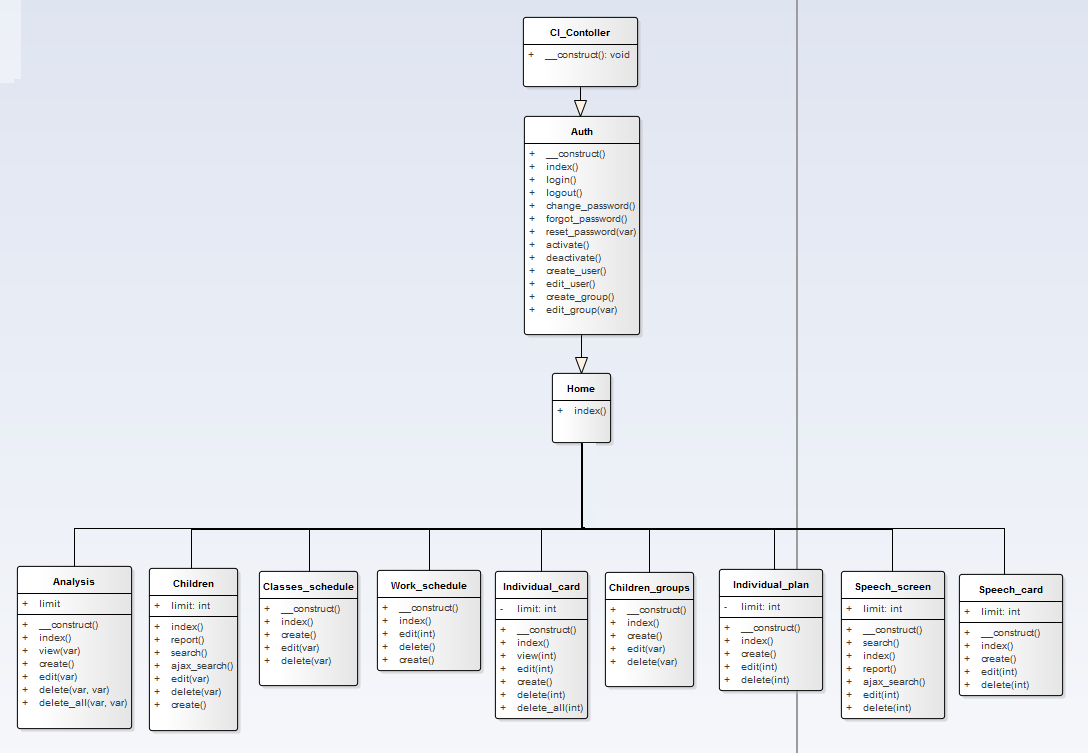 CI_Contoller
+ __construct(): void
Auth
+ __construct()
+ index()
+ login()
+ logout()
+ change_password()
+ forgot_password()
+ reset_password(var)
+ activate()
+ deactivate()
+ create_user()
+ edit_user()
+ create_group()
+ edit_group(var)
Home
+ index()
Analysis
+ limit
+ __construct()
+ index()
+ view(var)
+ create()
+ edit(var)
+ delete(var, var)
+ delete_all(var, var)
Children
+ limit: int
+ index()
+ report()
+ search()
+ ajax_search()
+ edit(var)
+ delete(var)
+ create()
Classes_schedule
+ __construct()
+ index()
+ create()
+ edit(var)
+ delete(var)
Work_schedule
+ __construct()
+ index()
+ edit(int)
+ delete()
+ create()
Individual_card
- limit: int
+ __construct()
+ index()
+ view(int)
+ edit(int)
+ create()
+ delete(int)
+ delete_all(int)
Children_groups
+ __construct()
+ index()
+ create()
+ edit(var)
+ delete(var)
Individual_plan
- limit: int
+ __construct()
+ index()
+ create()
+ edit(int)
+ delete(int)
Speech_screen
+ limit: int
+ __construct()
+ search()
+ index()
+ report()
+ ajax_search()
+ edit(int)
+ delete(int)
Speech_card
+ limit: int
+ __construct()
+ index()
+ create()
+ edit(int)
+ delete(int)